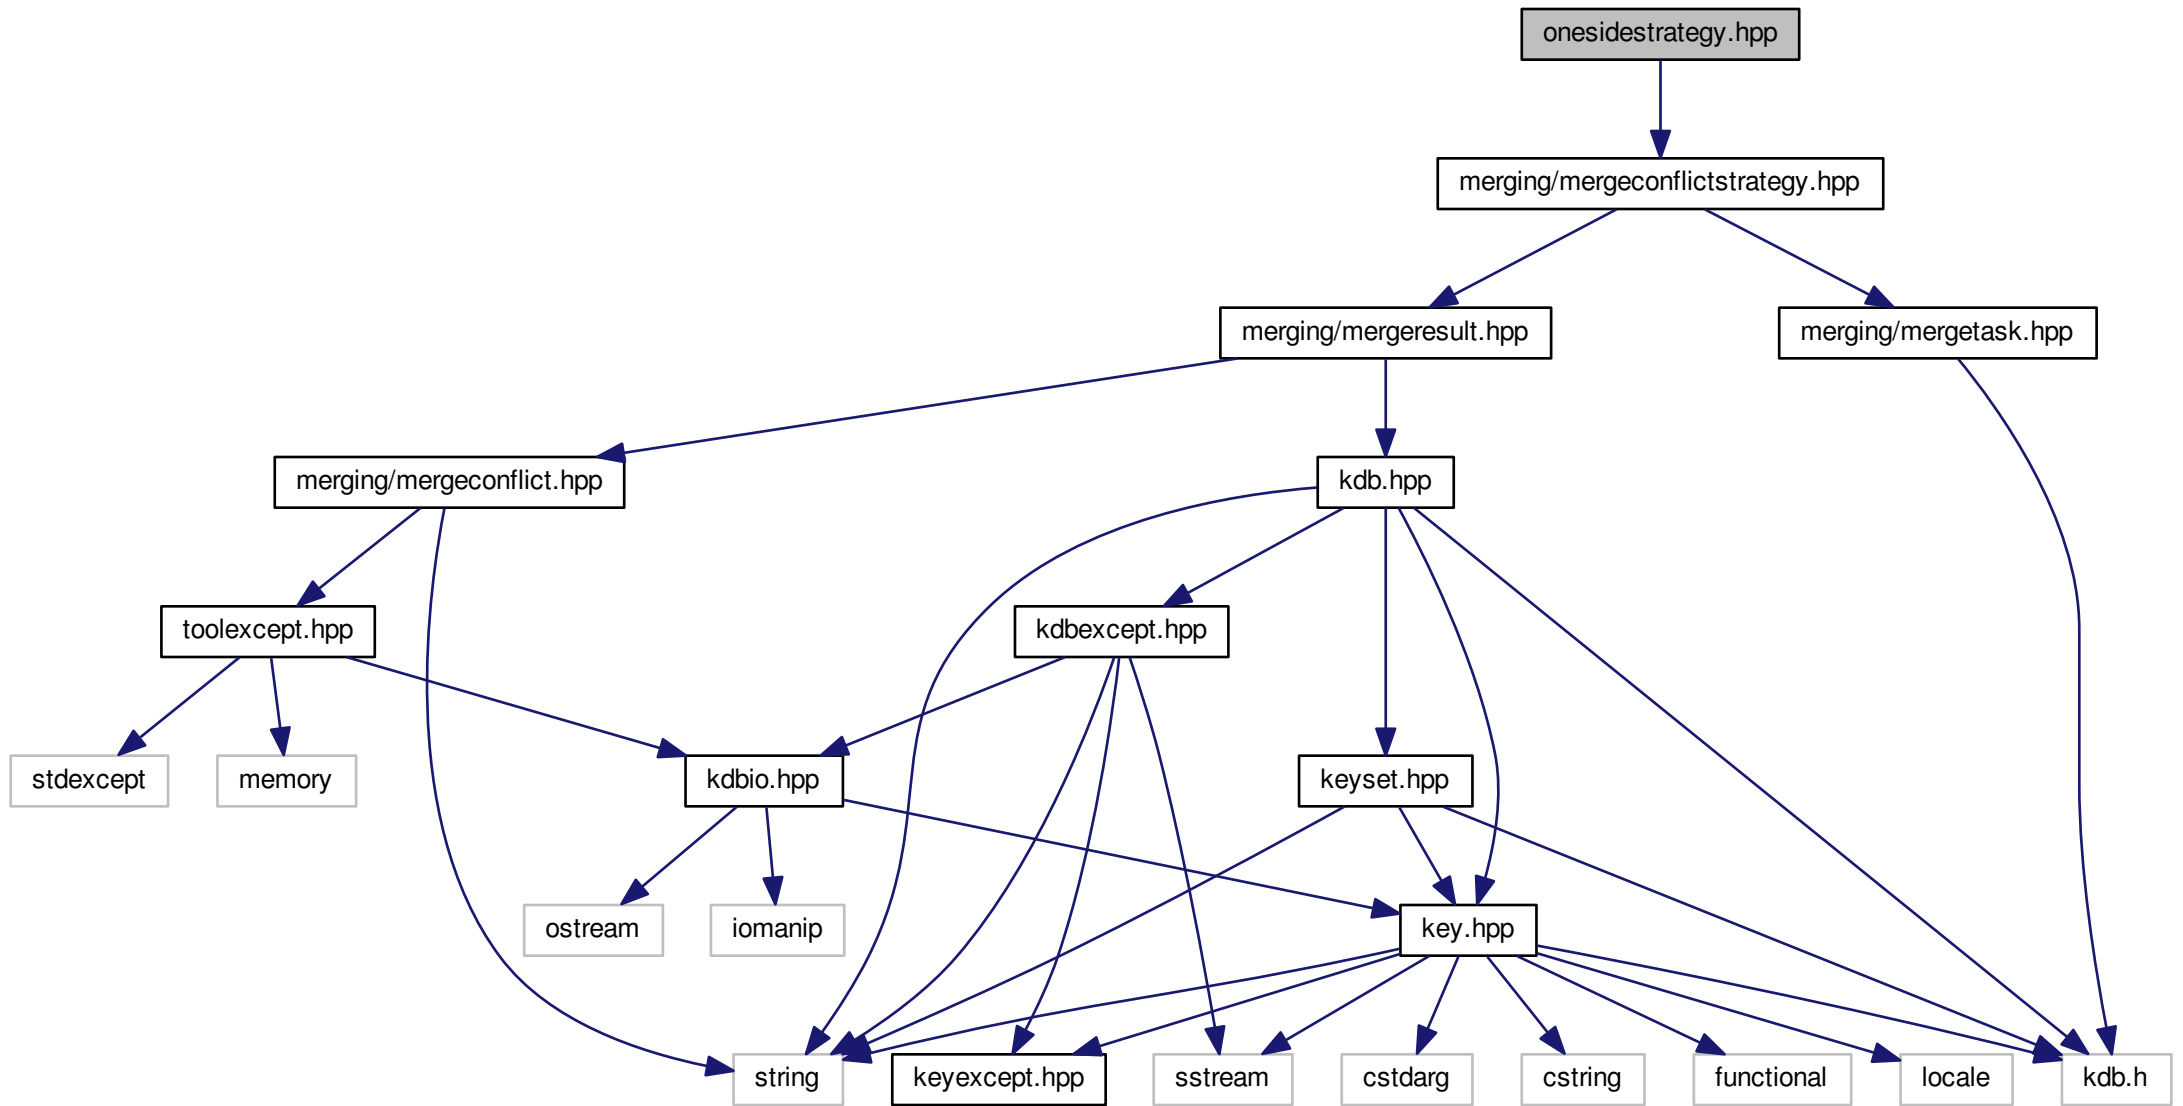 onesidestrategy.hpp
merging/mergeconflictstrategy.hpp
merging/mergeresult.hpp
merging/mergetask.hpp
merging/mergeconflict.hpp
kdb.hpp
toolexcept.hpp
kdbexcept.hpp
stdexcept
memory
kdbio.hpp
keyset.hpp
ostream
iomanip
key.hpp
string
keyexcept.hpp
sstream
cstdarg
cstring
functional
locale
kdb.h